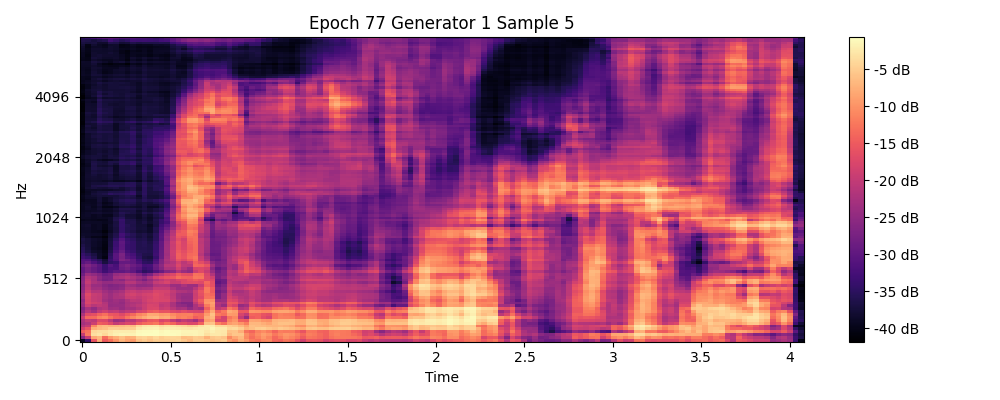 Epoch 77 Generator 1 Sample 5
Hz
4096
2048
1024
512
0
0 0.5 1 1.5 2 2.5 3 3.5 4
Time
-5 dB
-10 dB
-15 dB
-20 dB
-25 dB
-30 dB
-35 dB
-40 dB